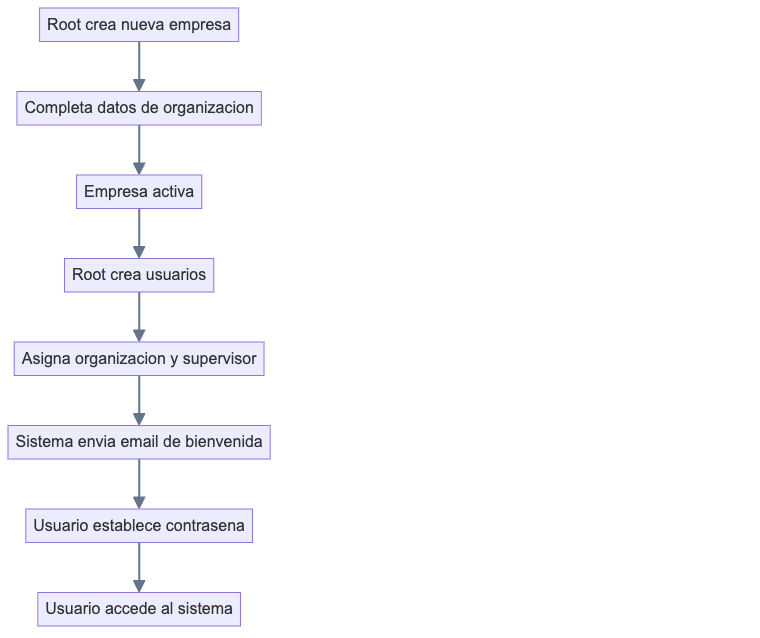 Root crea nueva empresa
Completa datos de organizacion
Empresa activa
Root crea usuarios
Asigna organizacion y supervisor
Sistema envia email de bienvenida
Usuario establece contrasena
Usuario accede al sistema